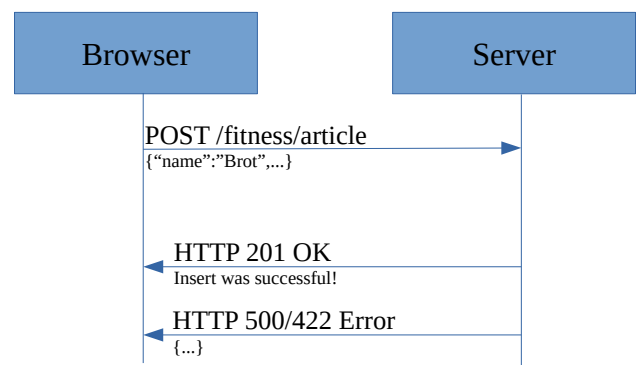 Browser
Server
POST /fitness/article
{“name”:”Brot”,...}
HTTP 201 OK
Insert was successful!
HTTP 500/422 Error
{...}